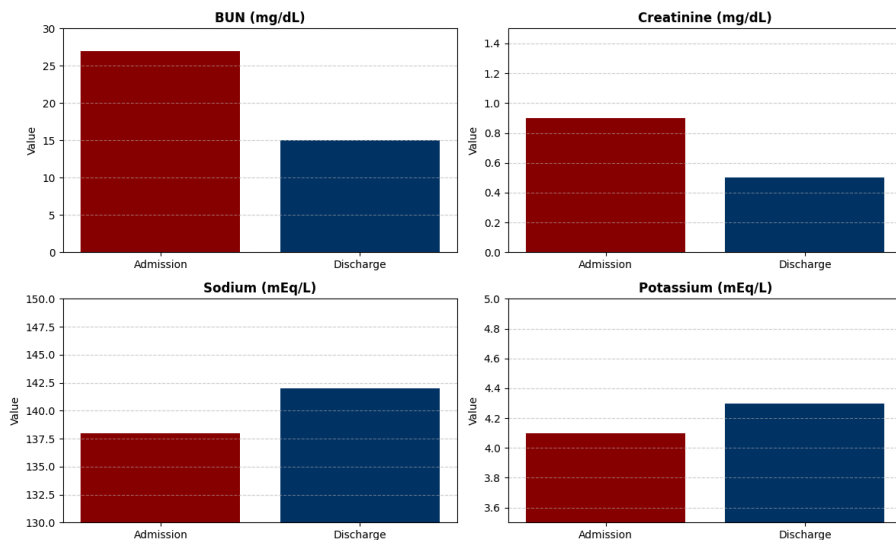 BUN (mg/dL)
30
25
20
15
10
5
0
Value
Admission
Discharge
Creatinine (mg/dL)
1.4
1.2
1.0
0.8
0.6
0.4
0.2
0.0
Value
Admission
Discharge
Sodium (mEq/L)
150.0
147.5
145.0
142.5
140.0
137.5
135.0
132.5
130.0
Value
Admission
Discharge
Potassium (mEq/L)
5.0
4.8
4.6
4.4
4.2
4.0
3.8
3.6
Value
Admission
Discharge